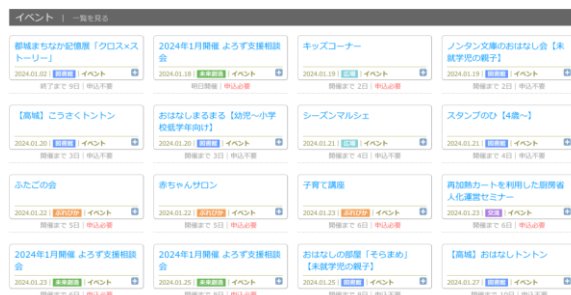 イベント | 一覧を見る
都城まちなか記憶展「クロス×ストーリー」
2024.01.02 | 図書館 | イベント
終了まで 9日 | 申込不要
2024年1月開催 よろず支援相談会
2024.01.18 | 未来創造 | イベント
明日開催 | 申込必要
キッズコーナー
2024.01.19 | 広場 | イベント
開催まで 2日 | 申込必要
ノンタン文庫のおはなし会【未就学児の親子】
2024.01.19 | 図書館 | イベント
開催まで 2日 | 申込不要
【高城】こうさくトントン
2024.01.20 | 図書館 | イベント
開催まで 3日 | 申込不要
おはなしまるまる【幼児~小学校低学年向け】
2024.01.20 | 図書館 | イベント
開催まで 3日 | 申込不要
シーズンマルシェ
2024.01.21 | 広場 | イベント
開催まで 4日 | 申込不要
スタンプのひ【4歳~】
2024.01.21 | 図書館 | イベント
開催まで 4日 | 申込不要
ふたごの会
2024.01.22 | ぷれぴか | イベント
開催まで 5日 | 申込必要
赤ちゃんサロン
2024.01.22 | ぷれぴか | イベント
開催まで 5日 | 申込必要
子育て講座
2024.01.23 | ぷれぴか | イベント
開催まで 6日 | 申込必要
再加熱カートを利用した厨房省人化運営セミナー
2024.01.23 | 交流 | イベント
開催まで 6日 | 申込必要
2024年1月開催 よろず支援相談会
2024.01.23 | 未来創造 | イベント
2024年1月開催 よろず支援相談会
2024.01.25 | 未来創造 | イベント
おはなしの部屋「そらまめ」【未就学児の親子】
2024.01.25 | 図書館 | イベント
【高城】おはなしトントン
2024.01.27 | 図書館 | イベント